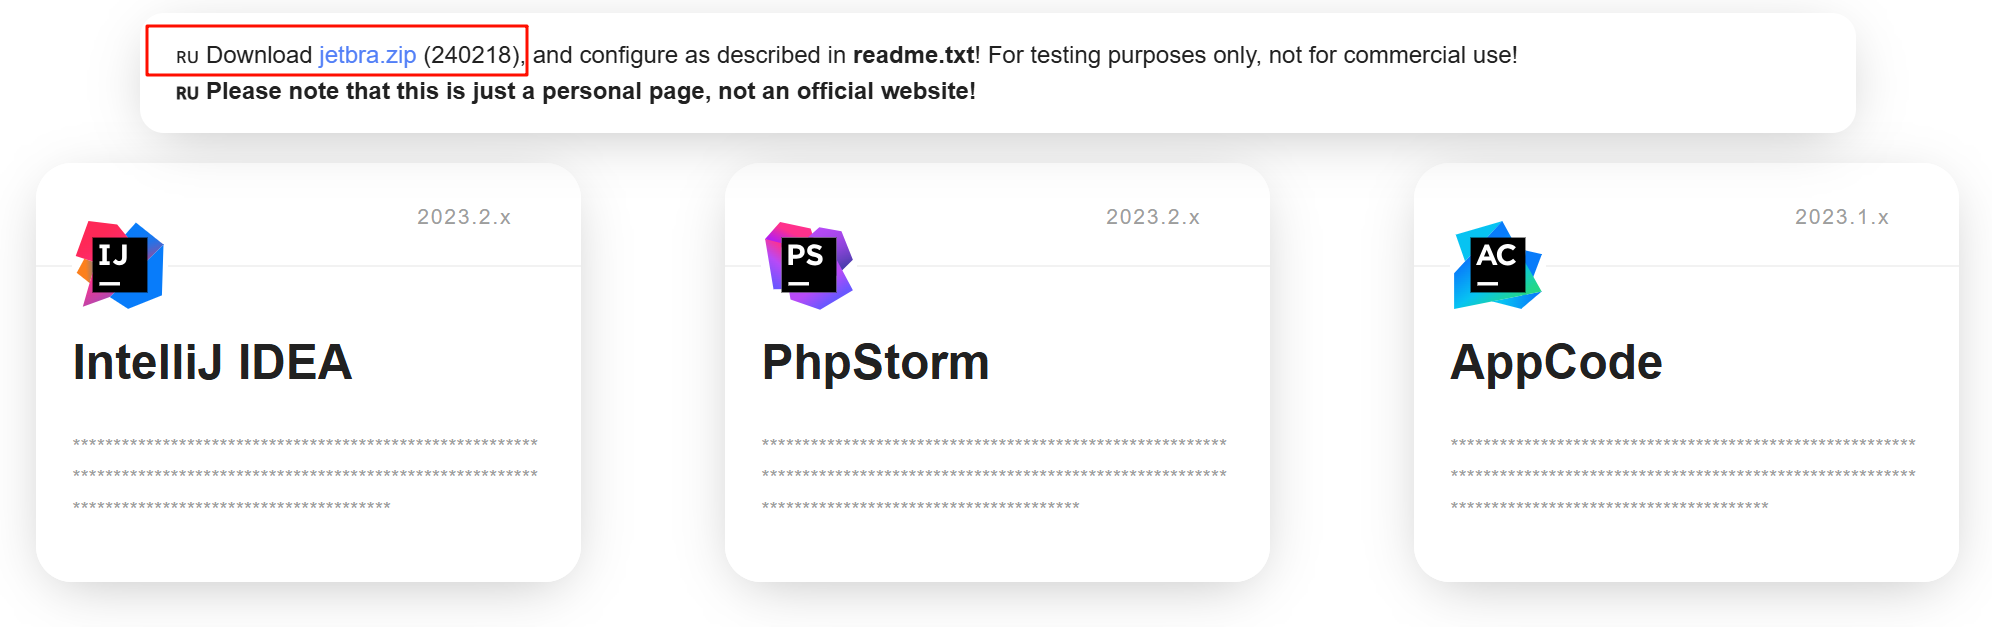 RU Download jetbra.zip (240218), and configure as described in readme.txt! For testing purposes only, not for commercial use!
RU Please note that this is just a personal page, not an official website!
2023.2.x
IJ
IntelliJ IDEA
*********************************************************
*********************************************************
***************************************
2023.2.x
PS
PhpStorm
*********************************************************
*********************************************************
***************************************
2023.1.x
AC
AppCode
*********************************************************
*********************************************************
***************************************